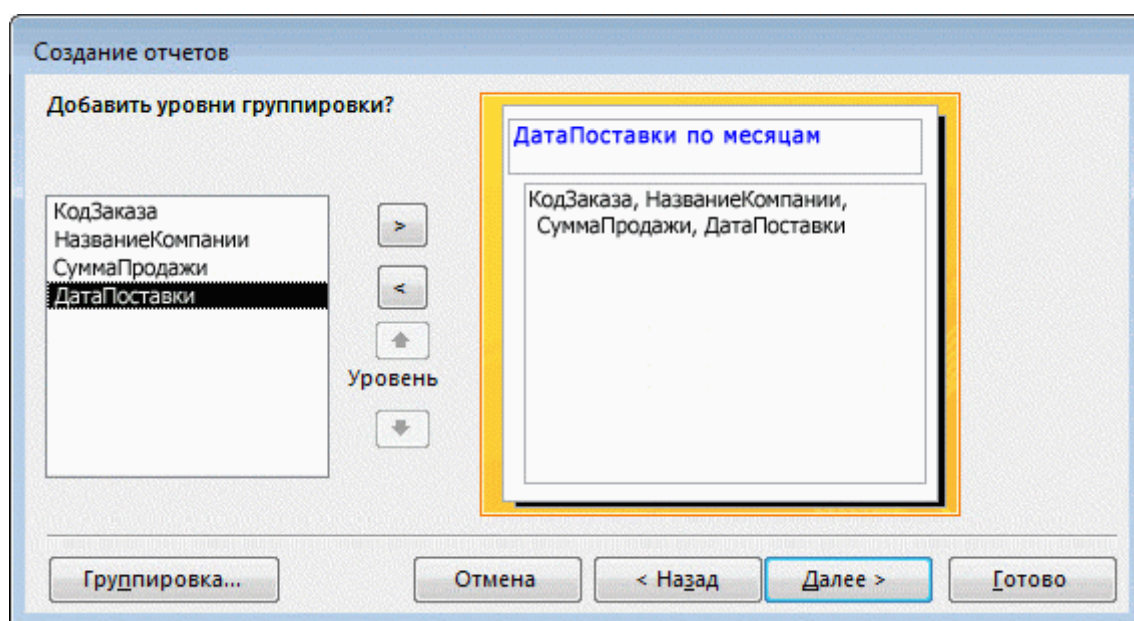 Создание отчетов
Добавить уровни группировки?
КодЗаказа
НазваниеКомпании
СуммаПродажи
ДатаПоставки
>
<
Уровень
ДатаПоставки по месяцам
КодЗаказа, НазваниеКомпании,
СуммаПродажи, ДатаПоставки
Группировка...
Отмена
< Назад
Далее >
Готово